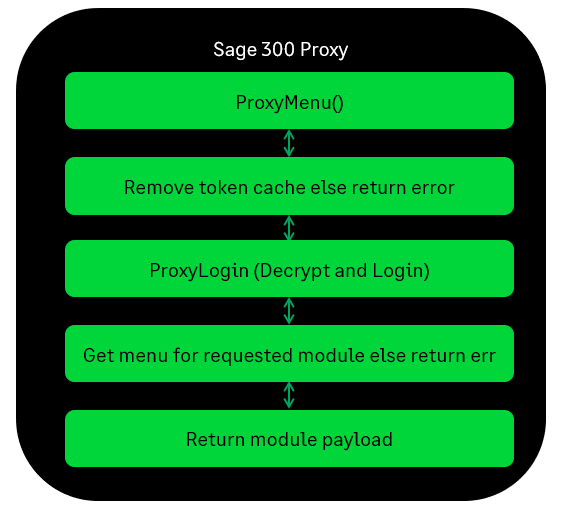 Sage 300 Proxy
ProxyMenu()
Remove token cache else return error
ProxyLogin (Decrypt and Login)
Get menu for requested module else return err
Return module payload